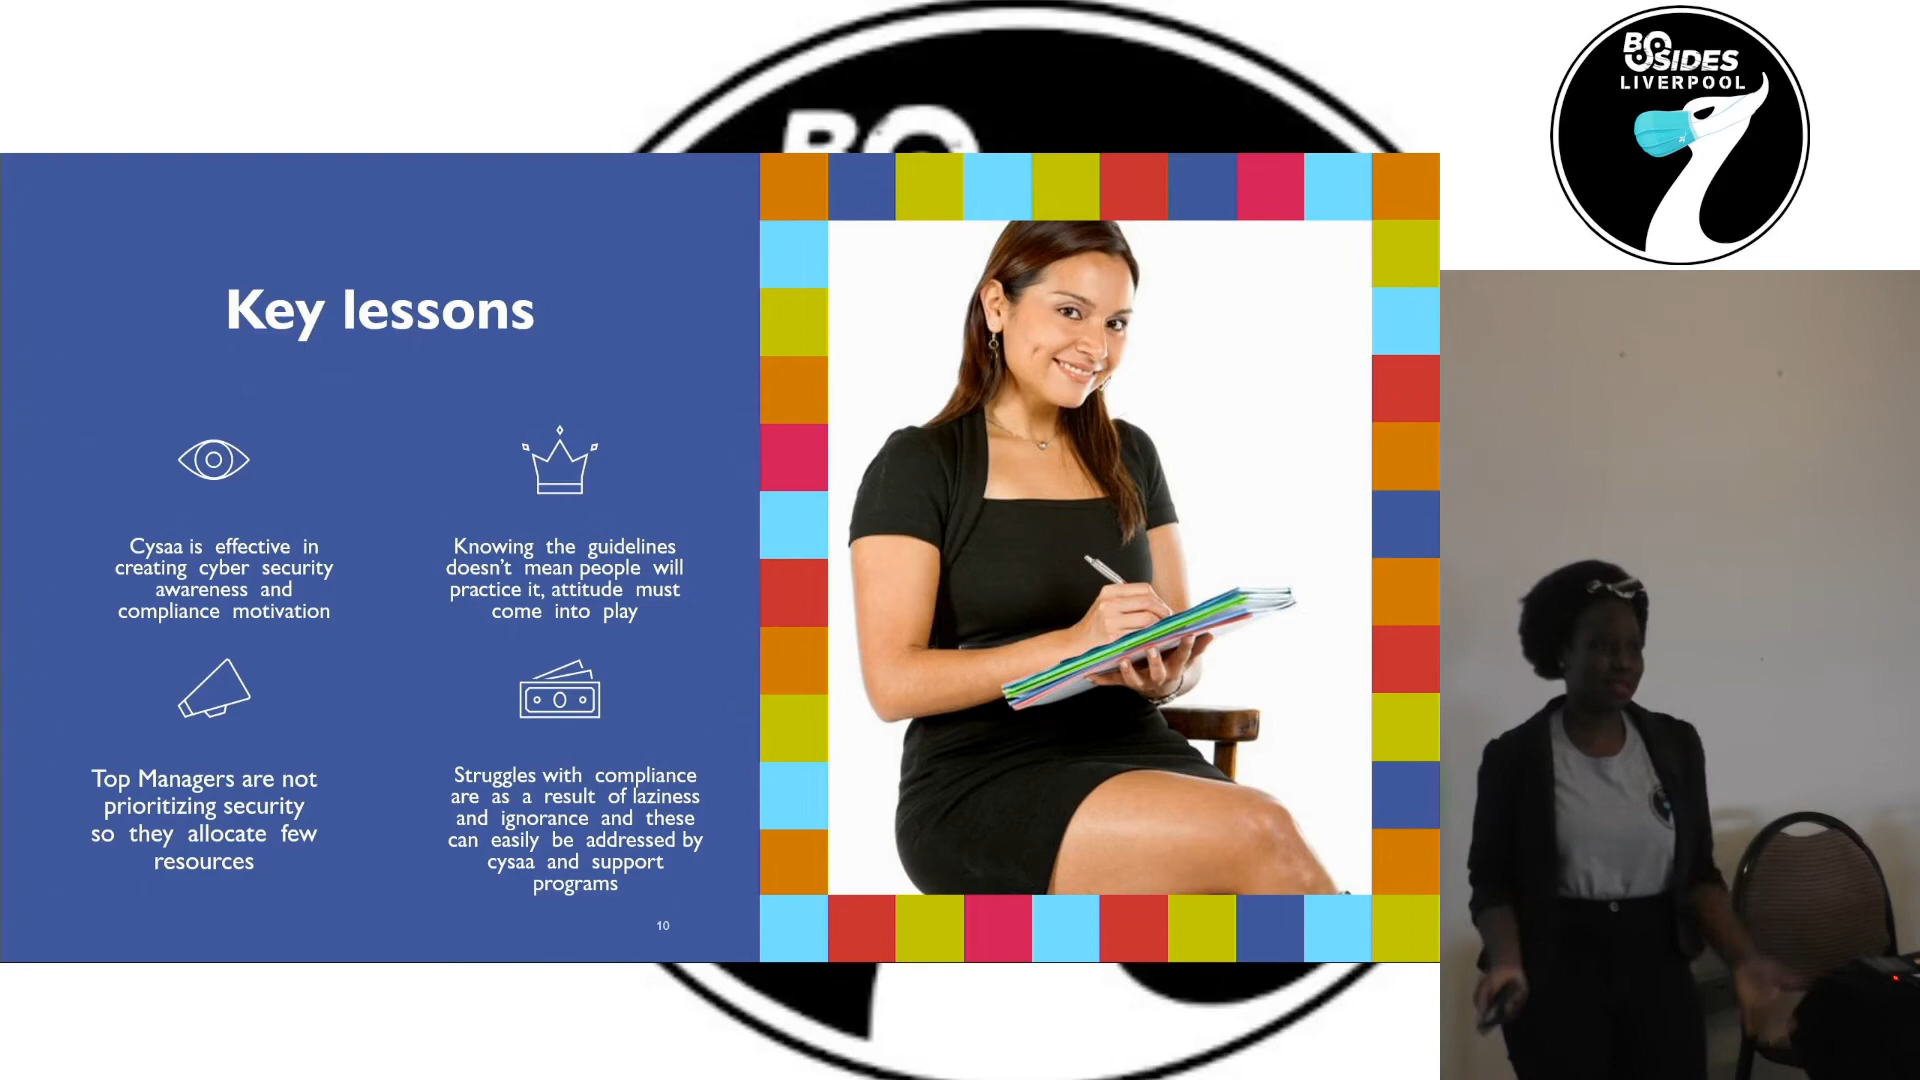 BSIDES
LIVERPOOL
Key lessons
Cysaa is effective in
creating cyber security
awareness and
compliance motivation
Knowing the guidelines
doesn't mean people will
practice it, attitude must
come into play
Top Managers are not
prioritizing security
so they allocate few
resources
Struggles with compliance
are as a result of laziness
and ignorance and these
can easily be addressed by
cysaa and support
programs
10